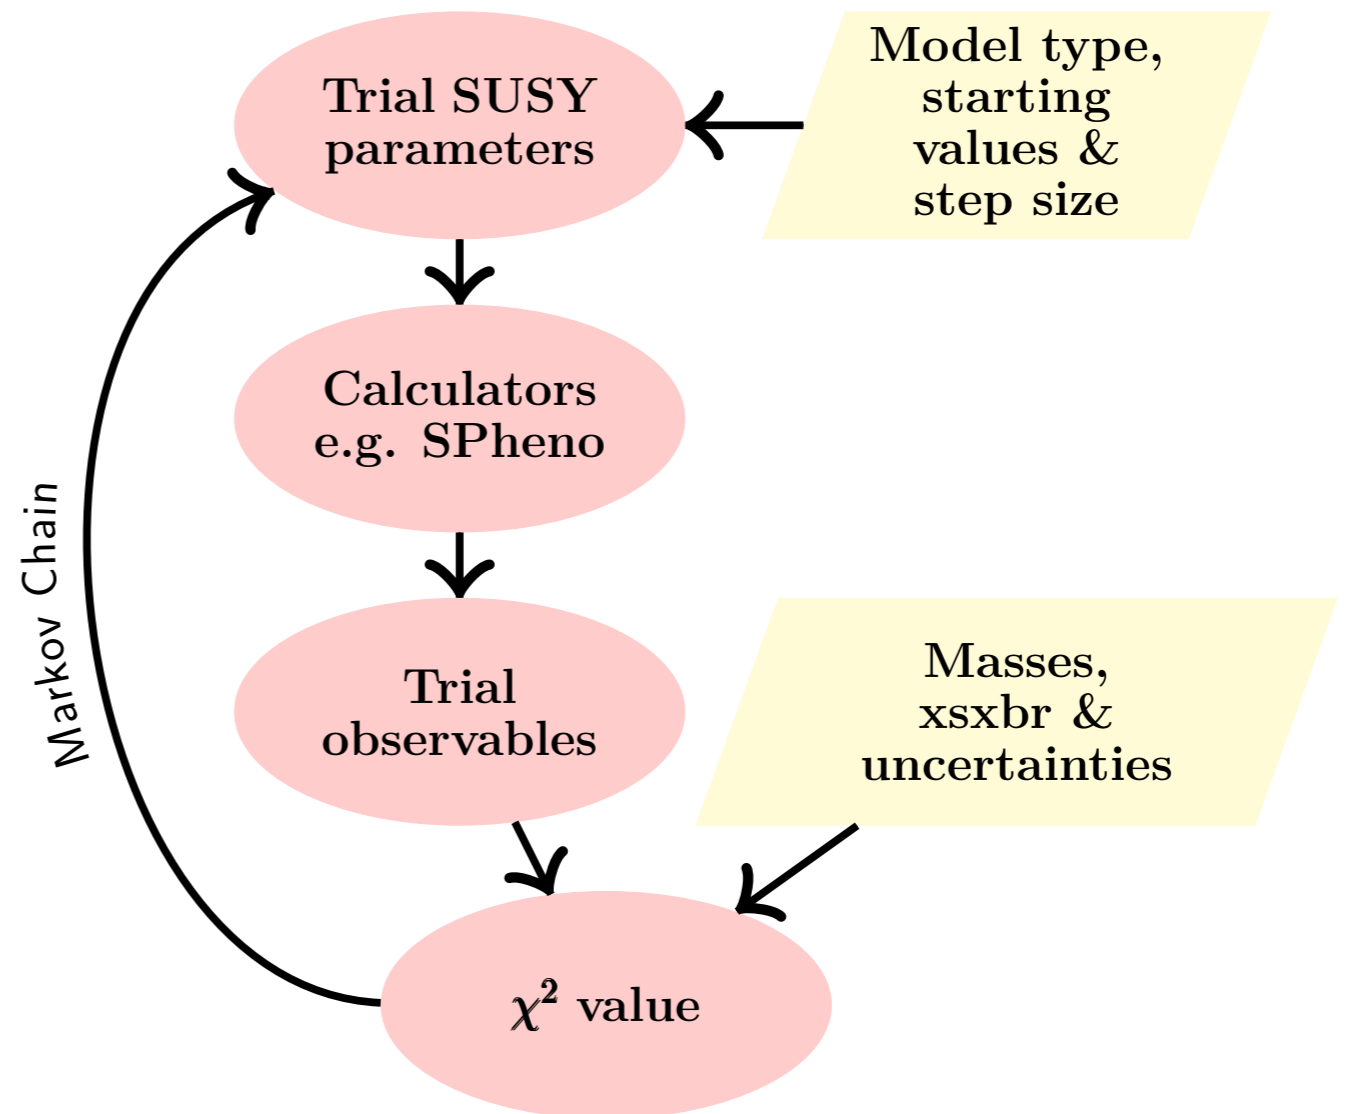 Trial SUSY
parameters
Model type,
starting
values &
step size
Calculators
e.g. SPheno
Markov Chain
Trial
observables
Masses,
xsxbr &
uncertainties
χ² value